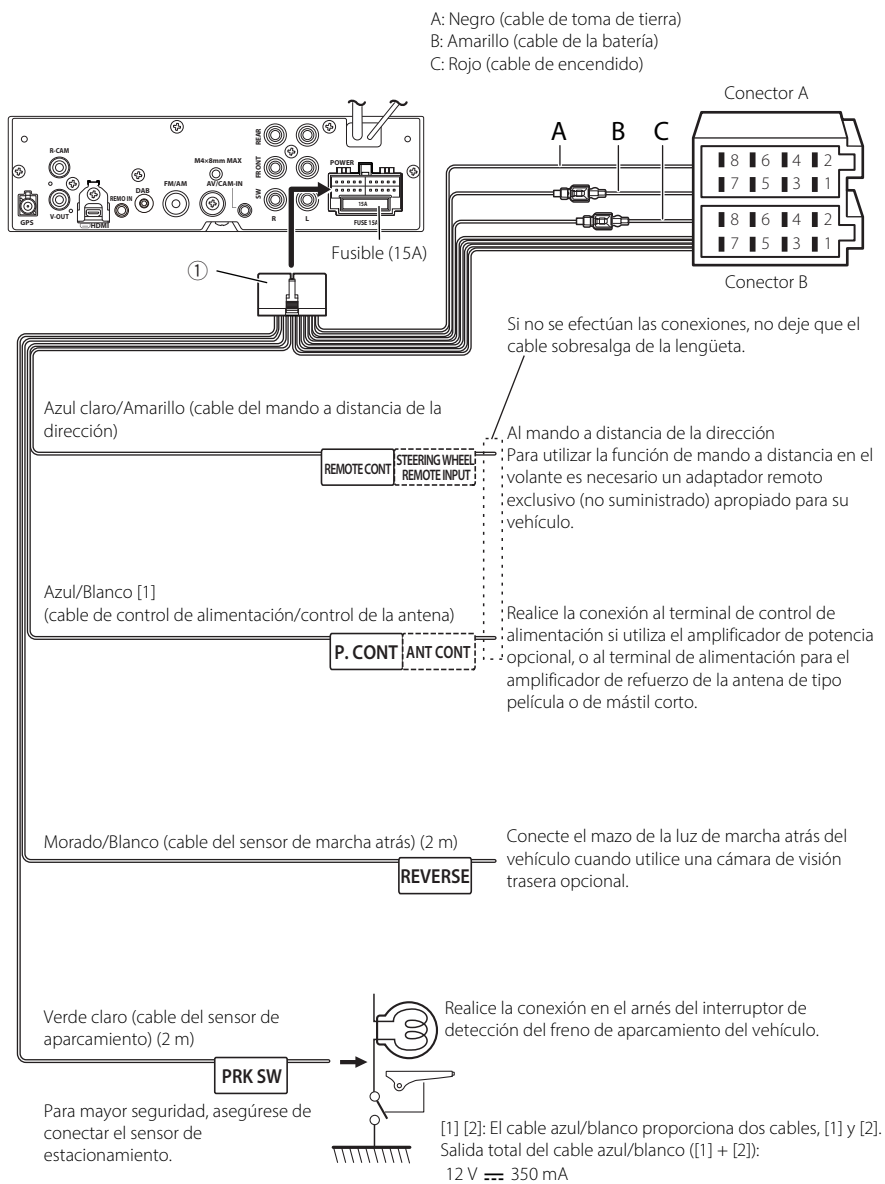 A: Negro (cable de toma de tierra)
B: Amarillo (cable de la batería)
C: Rojo (cable de encendido)
Conector A
A B C
8 6 4 2
7 5 3 1
8 6 4 2
7 5 3 1
Conector B
R-CAM
V-OUT
GPS
HDMI
REMO IN
DAB
FM/AM
M4×8mm MAX
AV/CAM-IN
REAR
FRONT
SW
R L
POWER
15A
FUSE 15A
Fusible (15A)
①
Si no se efectúan las conexiones, no deje que el
cable sobresalga de la lengüeta.
Azul claro/Amarillo (cable del mando a distancia de la
dirección)
REMOTE CONT
STEERING WHEEL
REMOTE INPUT
Al mando a distancia de la dirección
Para utilizar la función de mando a distancia en el
volante es necesario un adaptador remoto
exclusivo (no suministrado) apropiado para su
vehículo.
Azul/Blanco [1]
(cable de control de alimentación/control de la antena)
P. CONT
ANT CONT
Realice la conexión al terminal de control de
alimentación si utiliza el amplificador de potencia
opcional, o al terminal de alimentación para el
amplificador de refuerzo de la antena de tipo
película o de mástil corto.
Morado/Blanco (cable del sensor de marcha atrás) (2 m)
REVERSE
Conecte el mazo de la luz de marcha atrás del
vehículo cuando utilice una cámara de visión
trasera opcional.
Verde claro (cable del sensor de
aparcamiento) (2 m)
PRK SW
Para mayor seguridad, asegúrese de
conectar el sensor de
estacionamiento.
Realice la conexión en el arnés del interruptor de
detección del freno de aparcamiento del vehículo.
[1] [2]: El cable azul/blanco proporciona dos cables, [1] y [2].
Salida total del cable azul/blanco ([1] + [2]):
12 V ⎓ 350 mA